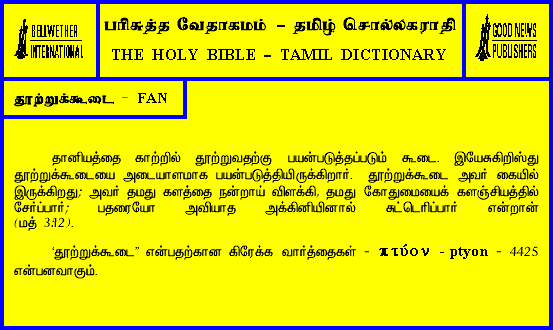 BELLWETHER
INTERNATIONAL
பரிசுத்த வேதாகமம் – தமிழ் சொல்லகராதி
THE HOLY BIBLE – TAMIL DICTIONARY
GOOD NEWS
PUBLISHERS
தூற்றுக்கூடை – FAN
தானியத்தை காற்றில் தூற்றுவதற்கு பயன்படுத்தப்படும் கூடை. இயேசுகிறிஸ்து
தூற்றுக்கூடையை அடையாளமாக பயன்படுத்தியிருக்கிறார். தூற்றுக்கூடை அவர் கையில்
இருக்கிறது; அவர் தமது களத்தை நன்றாய் விளக்கி, தமது கோதுமையைக் களஞ்சியத்தில்
சேர்ப்பார்; பதரையோ அவியாத அக்கினியினால் சுட்டெரிப்பார் என்றான்
(மத் 3:12).
‘தூற்றுக்கூடை” என்பதற்கான கிரேக்க வார்த்தைகள் – πτύον - ptyon - 4425
என்பனவாகும்.